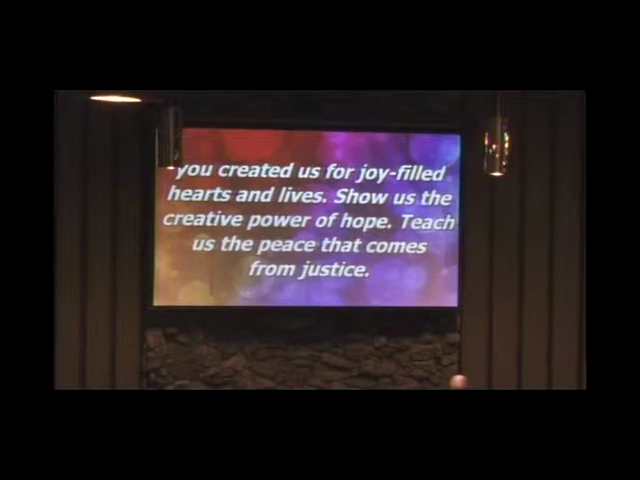 you created us for joy-filled
hearts and lives. Show us the
creative power of hope. Teach
us the peace that comes
from justice.